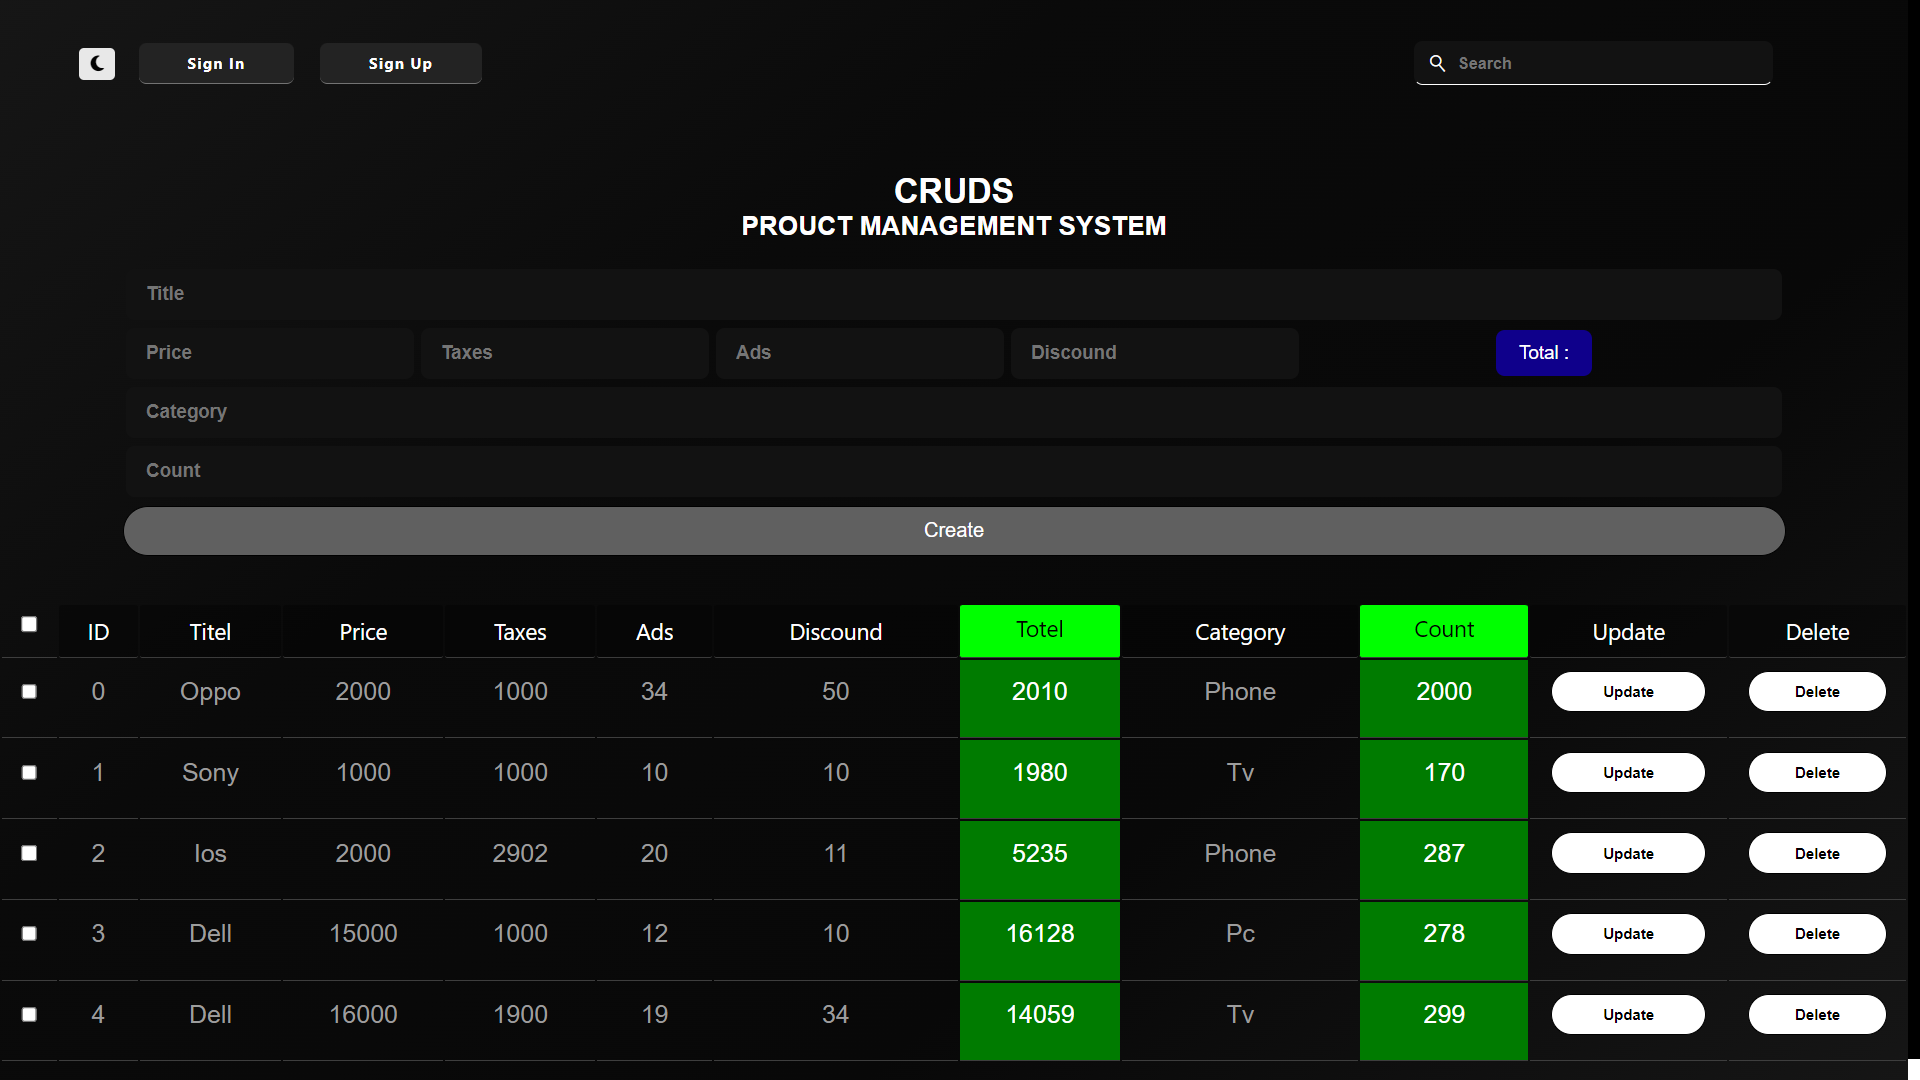 Sign In Sign Up Search
CRUDS
PROUCT MANAGEMENT SYSTEM
Title
Price Taxes Ads Discound Total :
Category
Count
Create
ID Titel Price Taxes Ads Discound Totel Category Count Update Delete
0 Oppo 2000 1000 34 50 2010 Phone 2000 Update Delete
1 Sony 1000 1000 10 10 1980 Tv 170 Update Delete
2 Ios 2000 2902 20 11 5235 Phone 287 Update Delete
3 Dell 15000 1000 12 10 16128 Pc 278 Update Delete
4 Dell 16000 1900 19 34 14059 Tv 299 Update Delete